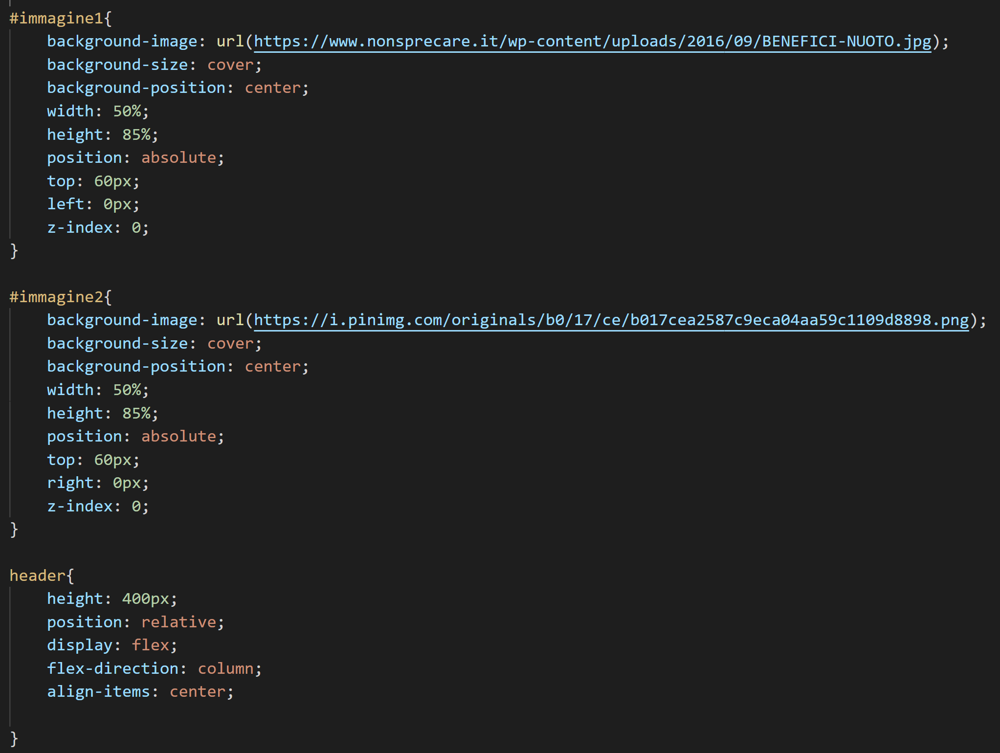 #immagine1{
    background-image: url(https://www.nonsprecare.it/wp-content/uploads/2016/09/BENEFICI-NUOTO.jpg);
    background-size: cover;
    background-position: center;
    width: 50%;
    height: 85%;
    position: absolute;
    top: 60px;
    left: 0px;
    z-index: 0;
}
#immagine2{
    background-image: url(https://i.pinimg.com/originals/b0/17/ce/b017cea2587c9eca04aa59c1109d8898.png);
    background-size: cover;
    background-position: center;
    width: 50%;
    height: 85%;
    position: absolute;
    top: 60px;
    right: 0px;
    z-index: 0;
}
header{
    height: 400px;
    position: relative;
    display: flex;
    flex-direction: column;
    align-items: center;
}